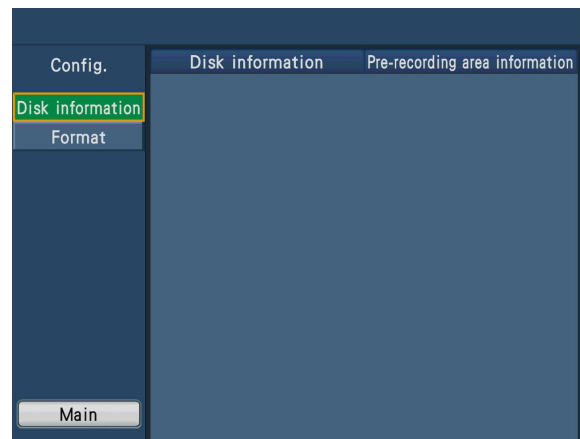 Config.
Disk information
Format
Main
Disk information
Pre-recording area information